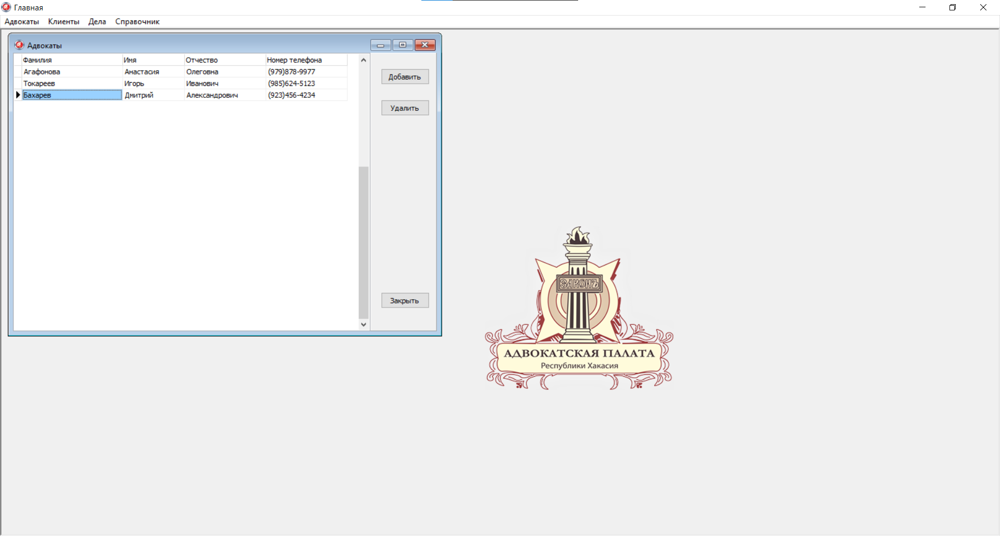 Главная
Адвокаты Клиенты Дела Справочник
Адвокаты
Фамилия Имя Отчество Номер телефона
Агафонова Анастасия Олеговна (979)878-9977
Токареев Игорь Иванович (985)624-5123
Бахарев Дмитрий Александрович (923)456-4234
Добавить
Удалить
Закрыть
ЗАКОНЪ
АДВОКАТСКАЯ ПАЛАТА
Республики Хакасия